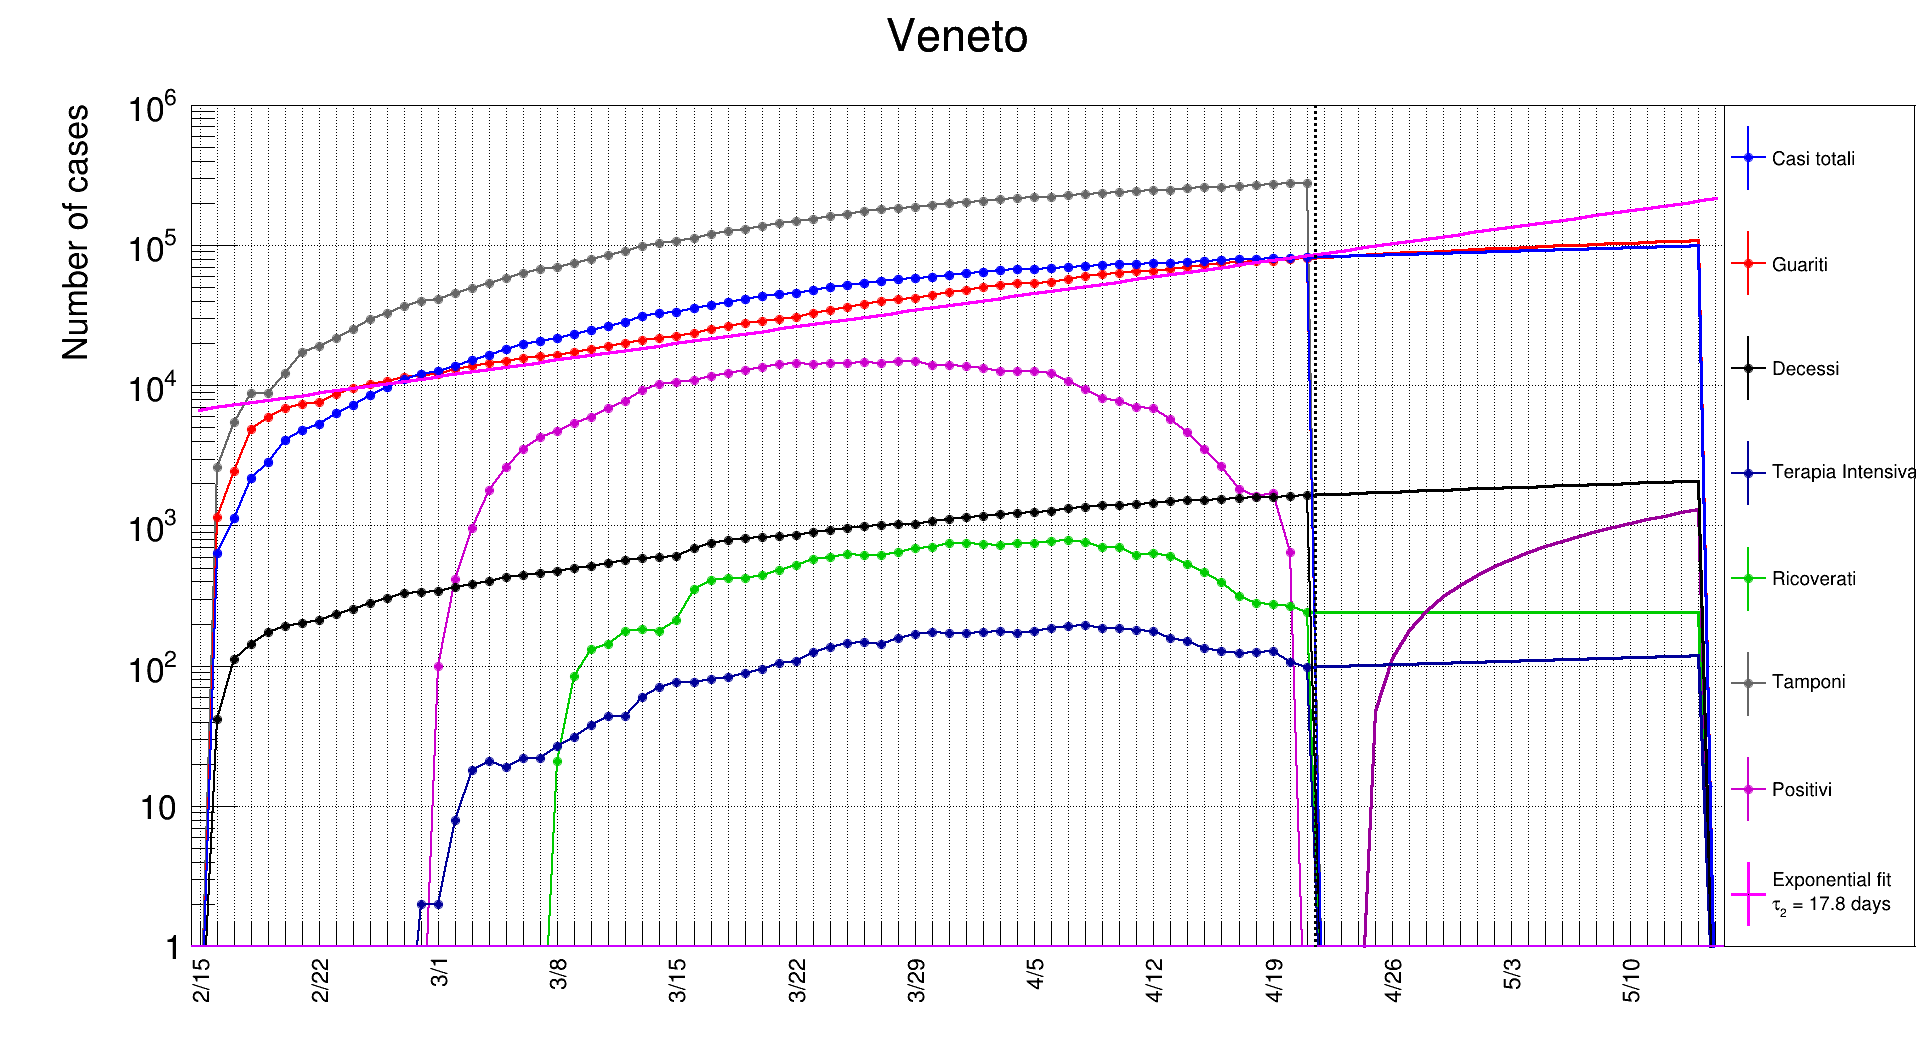 Veneto
Number of cases
10^6
10^5
10^4
10^3
10^2
10
1
2/15
2/22
3/1
3/8
3/15
3/22
3/29
4/5
4/12
4/19
4/26
5/3
5/10
Casi totali
Guariti
Decessi
Terapia Intensiva
Ricoverati
Tamponi
Positivi
Exponential fit
τ₂ = 17.8 days